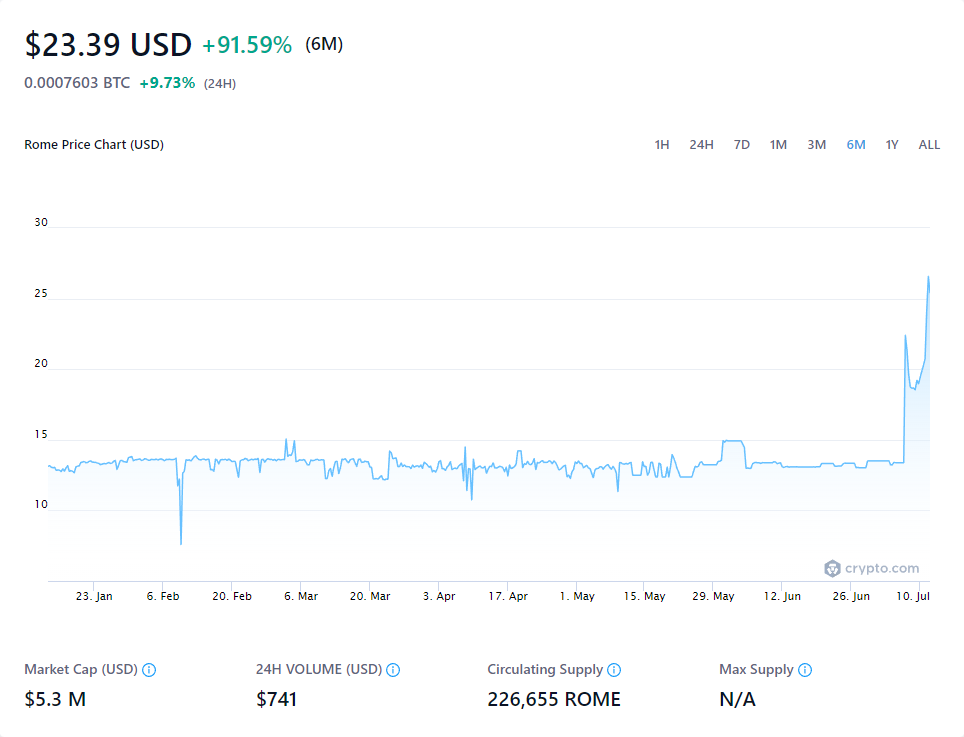 $23.39 USD +91.59% (6M)
0.0007603 BTC +9.73% (24H)
Rome Price Chart (USD) 1H 24H 7D 1M 3M 6M 1Y ALL
30
25
20
15
10
crypto.com
23. Jan 6. Feb 20. Feb 6. Mar 20. Mar 3. Apr 17. Apr 1. May 15. May 29. May 12. Jun 26. Jun 10. Jul
Market Cap (USD) 24H VOLUME (USD) Circulating Supply Max Supply
$5.3 M $741 226,655 ROME N/A